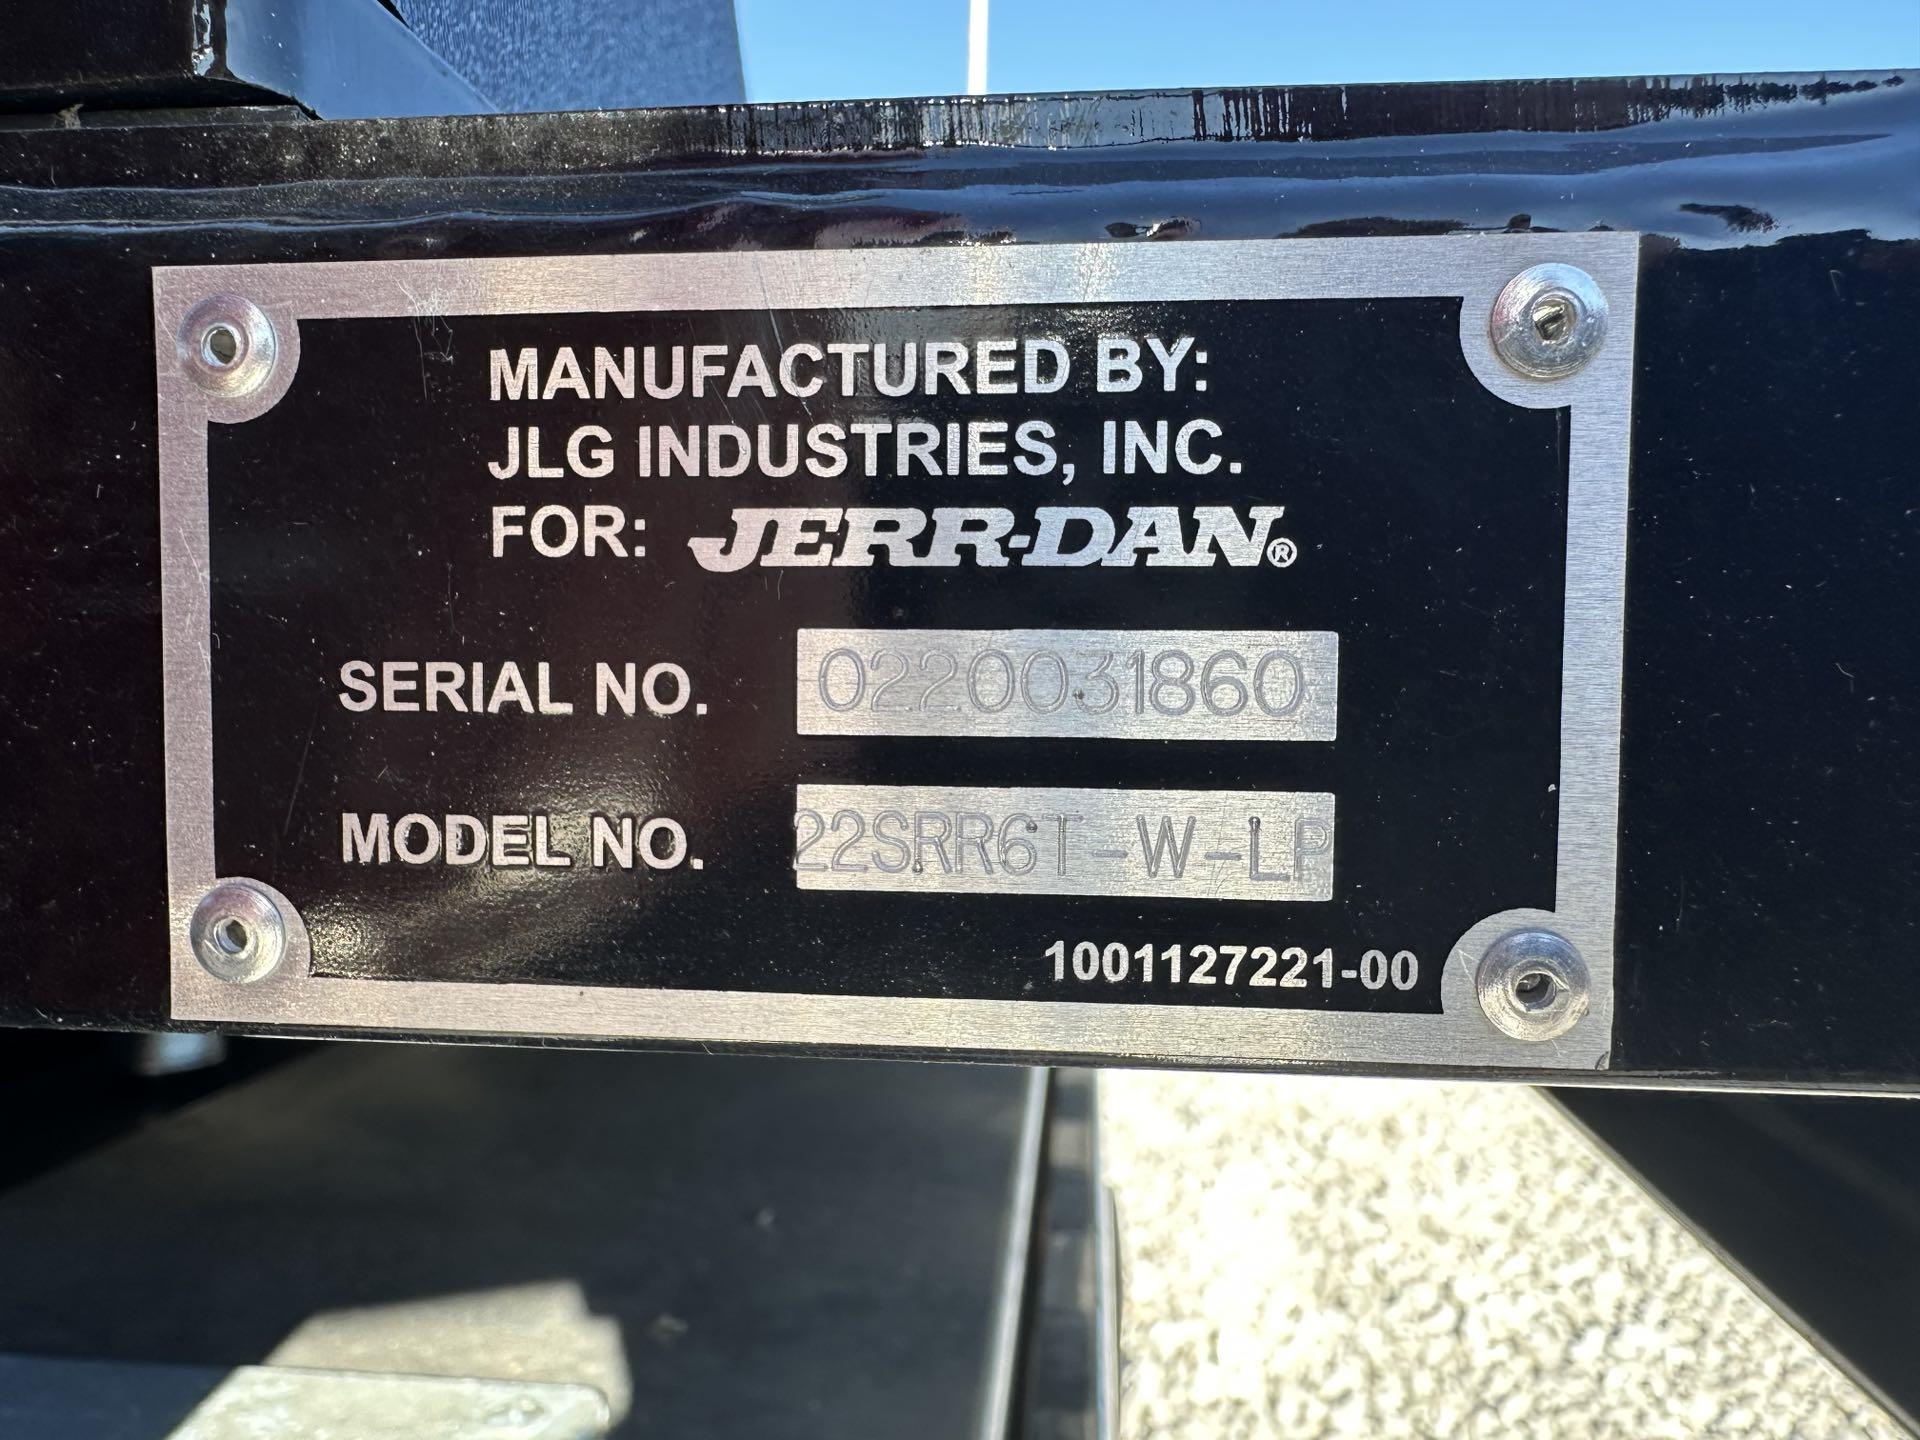 MANUFACTURED BY:
JLG INDUSTRIES, INC.
FOR: JERR-DAN®
SERIAL NO. 0220031860
MODEL NO. 22SRR6T-W-LP
1001127221-00